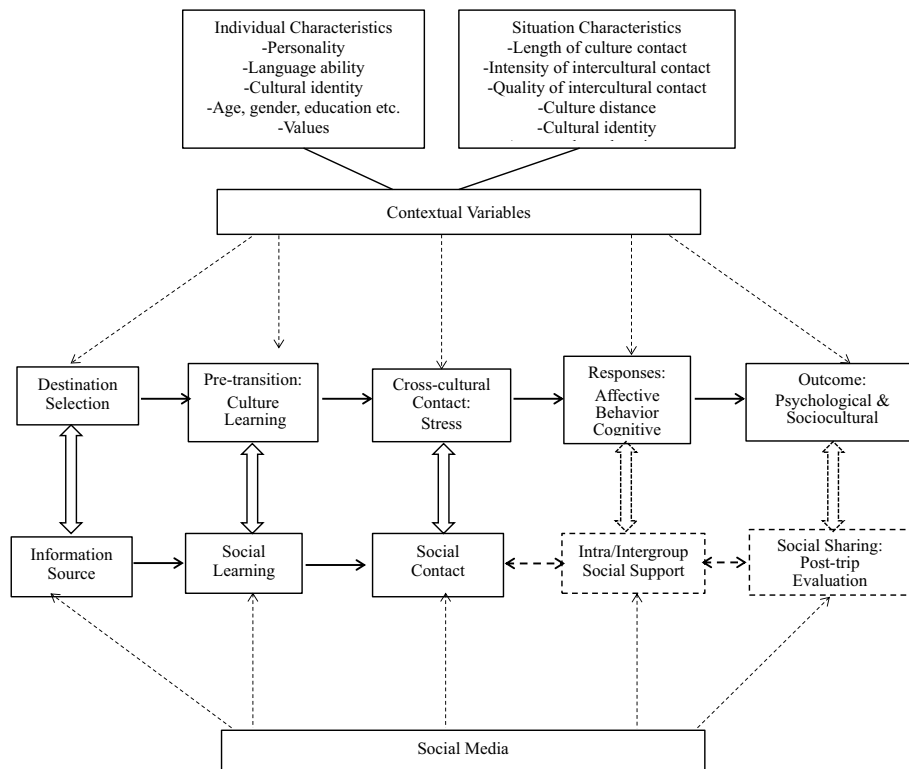 Individual Characteristics
-Personality
-Language ability
-Cultural identity
-Age, gender, education etc.
-Values
Situation Characteristics
-Length of culture contact
-Intensity of intercultural contact
-Quality of intercultural contact
-Culture distance
-Cultural identity
Contextual Variables
Destination
Selection
Pre-transition:
Culture
Learning
Cross-cultural
Contact:
Stress
Responses:
Affective
Behavior
Cognitive
Outcome:
Psychological &
Sociocultural
Information
Source
Social
Learning
Social
Contact
Intra/Intergroup
Social Support
Social Sharing:
Post-trip
Evaluation
Social Media